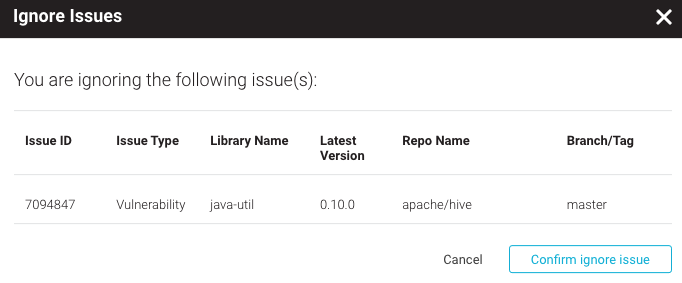 Ignore Issues
You are ignoring the following issue(s):
Issue ID Issue Type Library Name Latest Version Repo Name Branch/Tag
7094847 Vulnerability java-util 0.10.0 apache/hive master
Cancel Confirm ignore issue